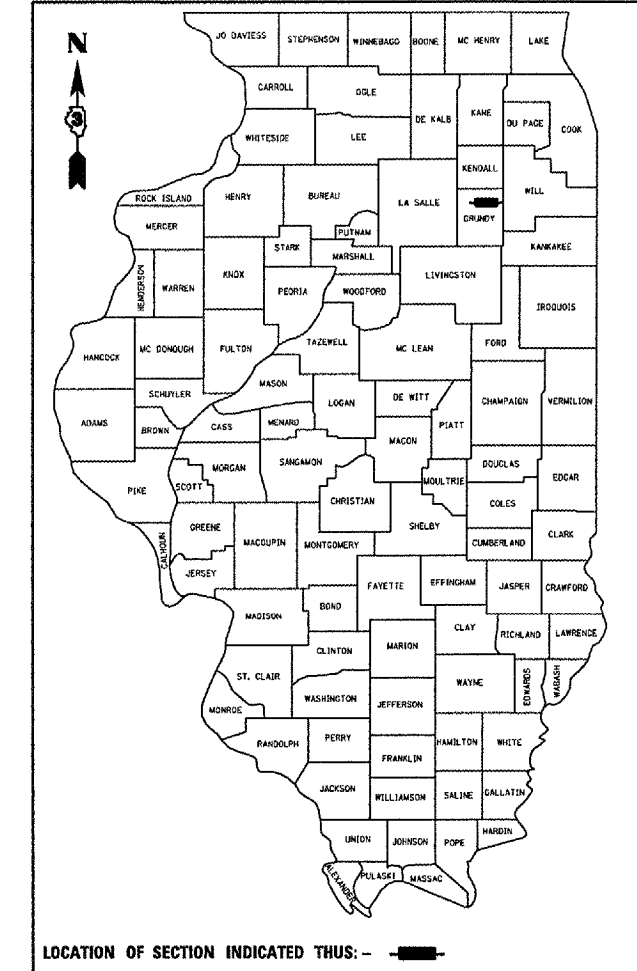 JO DAVIESS STEPHENSON WINNEBAGO BOONE MC HENRY LAKE
N
CARROLL OGLE DE KALB KANE DU PAGE COOK
3
WHITESIDE LEE
KENDALL
ROCK ISLAND HENRY BUREAU LA SALLE WILL
MERCER PUTNAM GRUNDY
STARK MARSHALL KANKAKEE
HENDERSON WARREN KNOX PEORIA WOODFORD LIVINGSTON IROQUOIS
HANCOCK MC DONOUGH FULTON TAZEWELL MC LEAN FORD
SCHUYLER MASON LOGAN DE WITT CHAMPAIGN VERMILION
ADAMS BROWN CASS MENARD MACON PIATT
MORGAN SANGAMON MOULTRIE DOUGLAS EDGAR
PIKE SCOTT CHRISTIAN COLES
GREENE MACOUPIN MONTGOMERY SHELBY CUMBERLAND CLARK
CALHOUN JERSEY FAYETTE EFFINGHAM JASPER CRAWFORD
MADISON BOND CLAY RICHLAND LAWRENCE
CLINTON MARION
ST. CLAIR WAYNE EDWARDS WABASH
MONROE WASHINGTON JEFFERSON
RANDOLPH PERRY HAMILTON WHITE
FRANKLIN
JACKSON WILLIAMSON SALINE GALLATIN
UNION JOHNSON POPE HARDIN
ALEXANDER PULASKI MASSAC
LOCATION OF SECTION INDICATED THUS: –